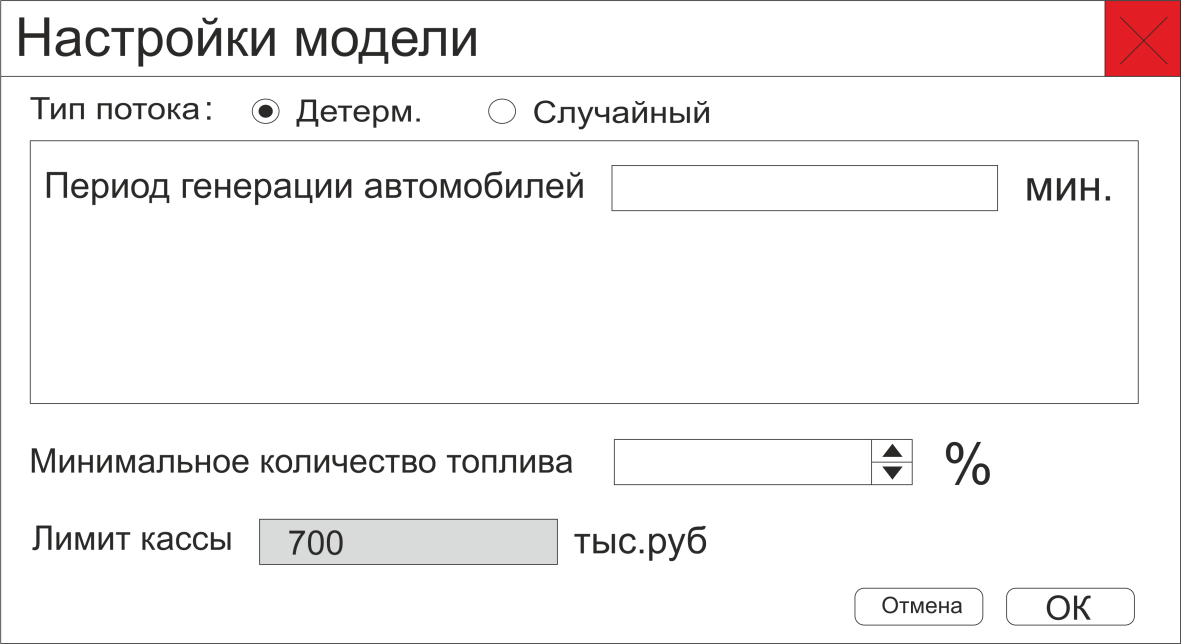 Настройки модели
Тип потока: Детерм. Случайный
Период генерации автомобилей мин.
Минимальное количество топлива %
Лимит кассы 700 тыс.руб
Отмена ОК